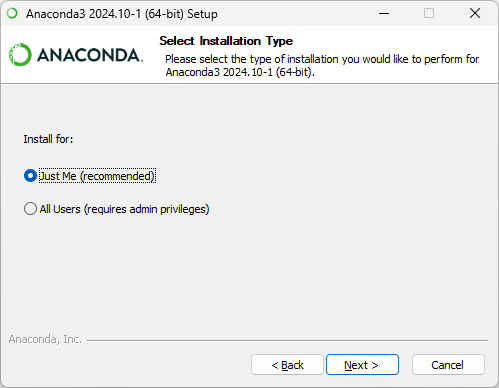 Anaconda3 2024.10-1 (64-bit) Setup
ANACONDA.
Select Installation Type
Please select the type of installation you would like to perform for
Anaconda3 2024.10-1 (64-bit).
Install for:
Just Me (recommended)
All Users (requires admin privileges)
Anaconda, Inc.
< Back
Next >
Cancel